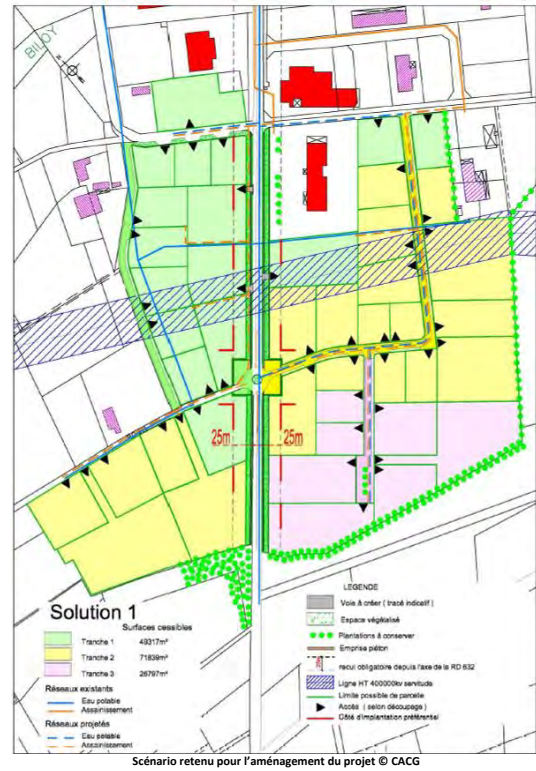 BILOY
25m
25m
Solution 1
Surfaces cessibles
Tranche 1 49317m²
Tranche 2 71839m²
Tranche 3 26797m²
Réseaux existants
Eau potable
Assainissement
Réseaux projetés
Eau potable
Assainissement
LEGENDE
Voie à créer ( tracé indicatif )
Espace végétalisé
Plantations à conserver
Emprise piéton
recul obligatoire depuis l'axe de la RD 632
Ligne HT 400000kv servitude
Limite possible de parcelle
Accès ( selon découpage )
Côté d'implantation préférentiel
Scénario retenu pour l'aménagement du projet © CACG